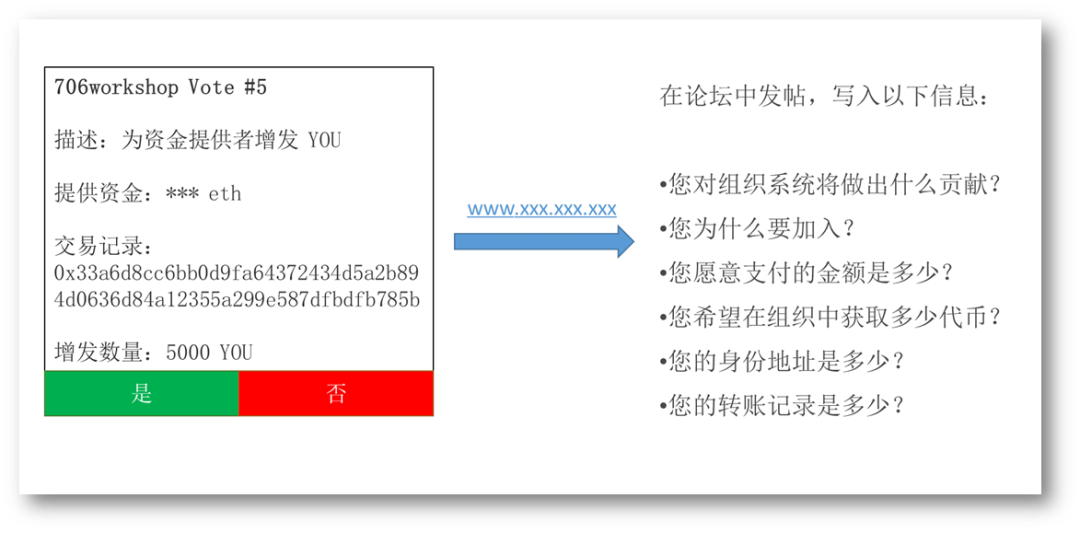 706workshop Vote #5
描述：为资金提供者增发 YOU
提供资金：*** eth
交易记录：
0x33a6d8cc6bb0d9fa64372434d5a2b89
4d0636d84a12355a299e587dfbdfb785b
增发数量：5000 YOU
是
否
www.xxx.xxx.xxx
在论坛中发帖，写入以下信息：
•您对组织系统将做出什么贡献？
•您为什么要加入？
•您愿意支付的金额是多少？
•您希望在组织中获取多少代币？
•您的身份地址是多少？
•您的转账记录是多少？